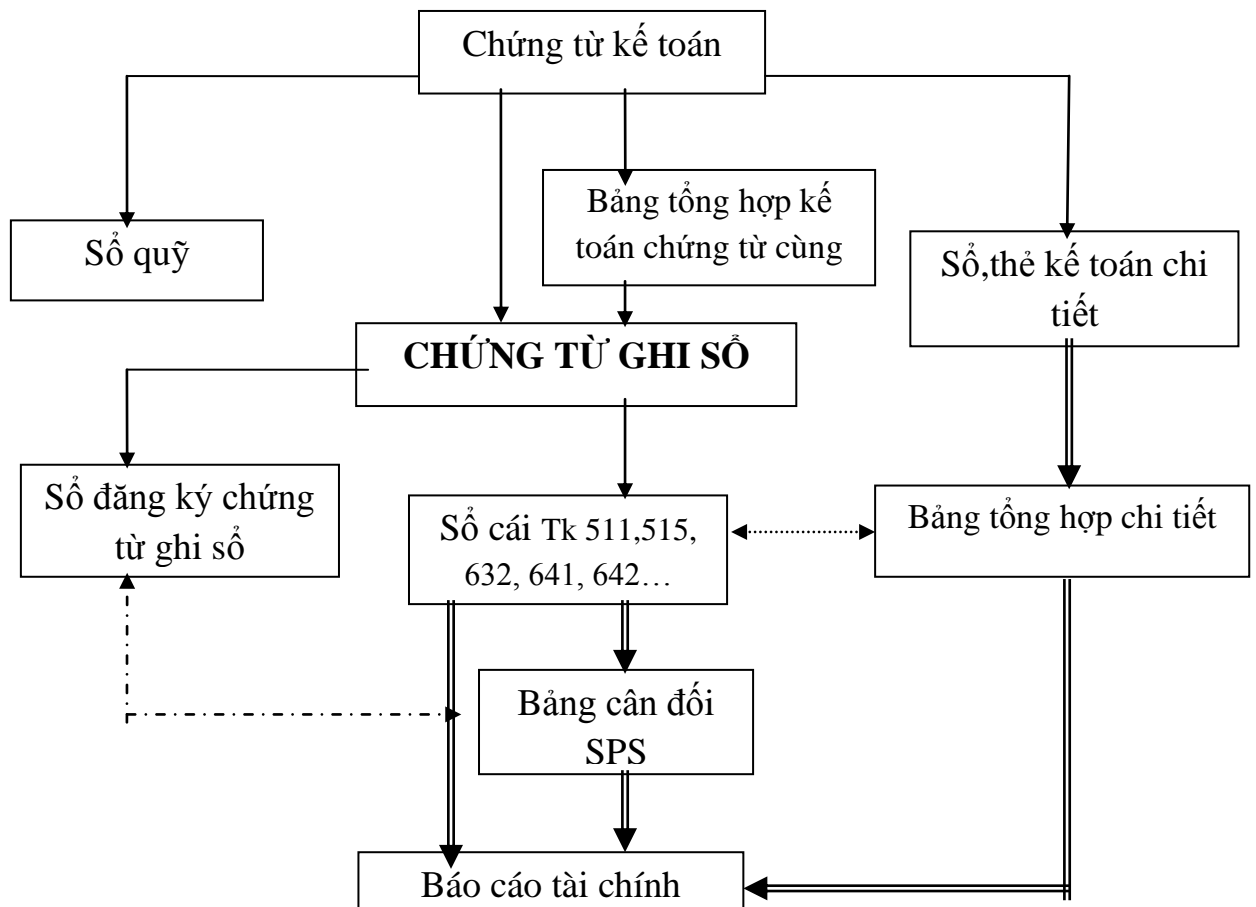 Chứng từ kế toán
Bảng tổng hợp kế
toán chứng từ cùng
Sổ quỹ
Sổ,thẻ kế toán chi
tiết
CHỨNG TỪ GHI SỔ
Sổ đăng ký chứng
từ ghi sổ
Sổ cái Tk 511,515,
632, 641, 642…
Bảng tổng hợp chi tiết
Bảng cân đối
SPS
Báo cáo tài chính